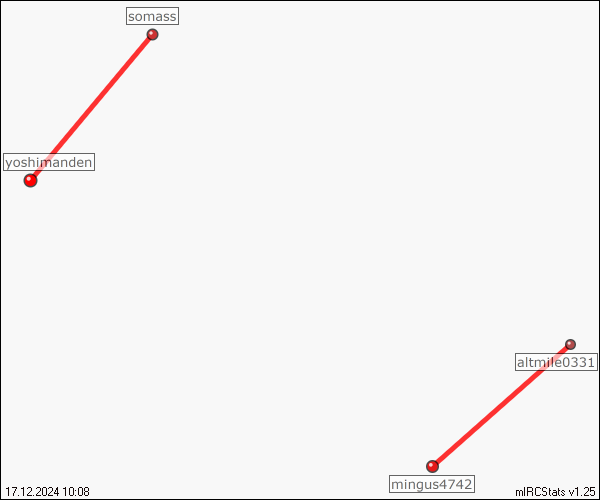 somass
yoshimanden
altmile0331
mingus4742
17.12.2024 10:08
mIRCStats v1.25